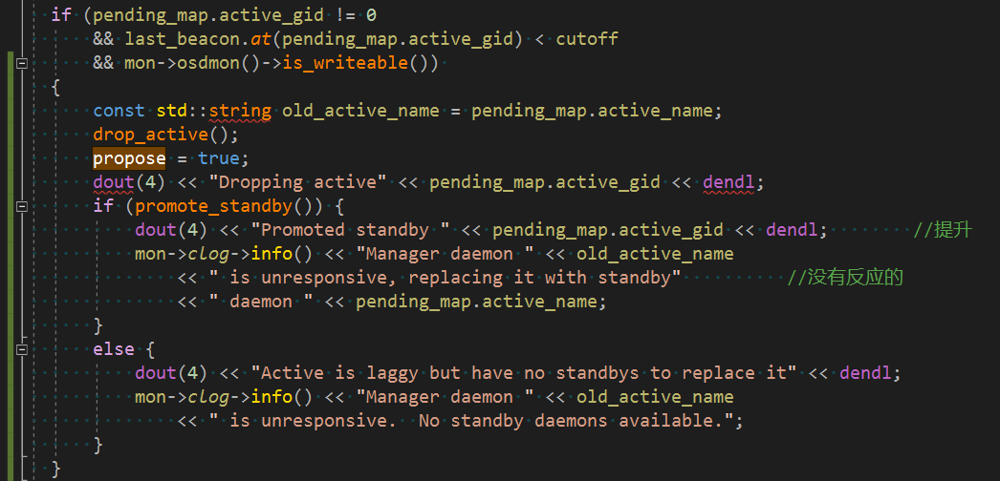 if (pending_map.active_gid != 0
&& last_beacon.at(pending_map.active_gid) < cutoff
&& mon->osdmon()->is_writeable())
{
const std::string old_active_name = pending_map.active_name;
drop_active();
propose = true;
dout(4) << "Dropping active" << pending_map.active_gid << dendl;
if (promote_standby()) {
dout(4) << "Promoted standby " << pending_map.active_gid << dendl; //提升
mon->clog->info() << "Manager daemon " << old_active_name
<< " is unresponsive, replacing it with standby" //没有反应的
<< " daemon " << pending_map.active_name;
}
else {
dout(4) << "Active is laggy but have no standbys to replace it" << dendl;
mon->clog->info() << "Manager daemon " << old_active_name
<< " is unresponsive.  No standby daemons available.";
}
}